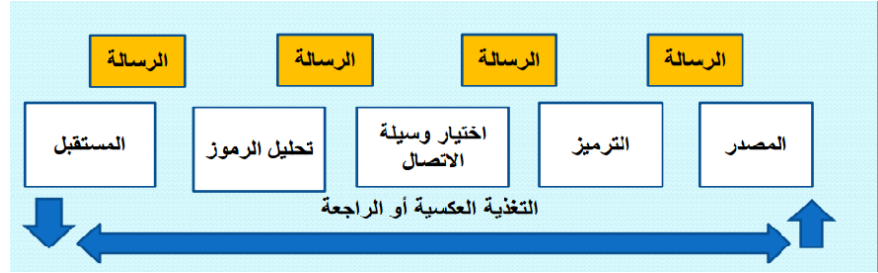 الرسالة
الرسالة
الرسالة
الرسالة
المصدر
الترميز
اختيار وسيلة
الاتصال
تحليل الرموز
المستقبل
التغذية العكسية أو الراجعة